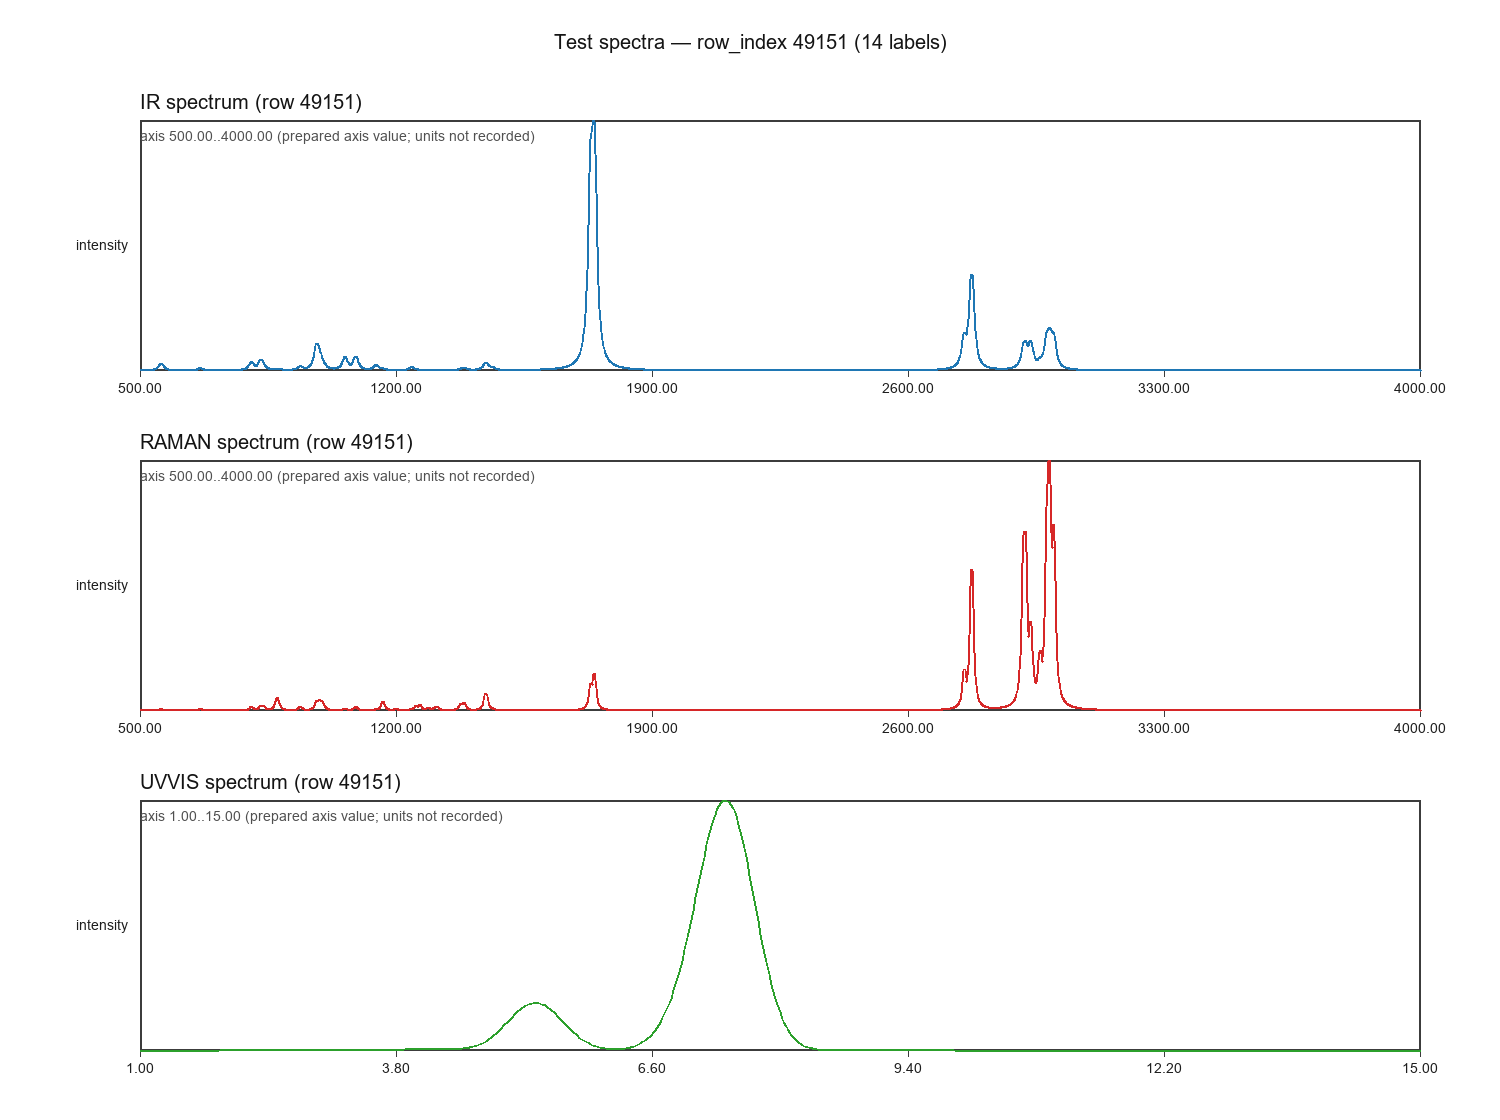 Test spectra — row_index 49151 (14 labels)
IR spectrum (row 49151)
axis 500.00..4000.00 (prepared axis value; units not recorded)
intensity
500.00 1200.00 1900.00 2600.00 3300.00 4000.00
RAMAN spectrum (row 49151)
axis 500.00..4000.00 (prepared axis value; units not recorded)
intensity
500.00 1200.00 1900.00 2600.00 3300.00 4000.00
UVVIS spectrum (row 49151)
axis 1.00..15.00 (prepared axis value; units not recorded)
intensity
1.00 3.80 6.60 9.40 12.20 15.00